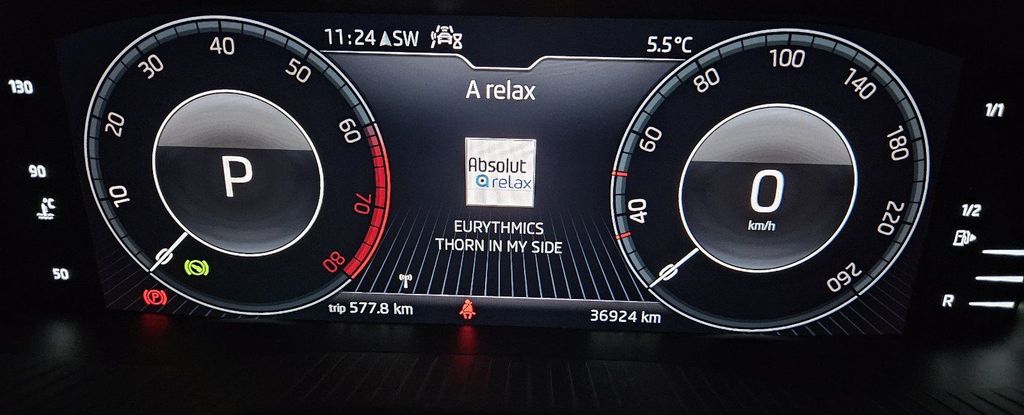 11:24 SW
5.5°C
A relax
Absolut
a relax
EURYTHMICS
THORN IN MY SIDE
trip 577.8 km
36924 km
130
90
°C
50
0
10
20
30
40
50
60
70
80
P
(P)
0
40
60
80
100
140
180
220
260
0
km/h
1/1
1/2
R